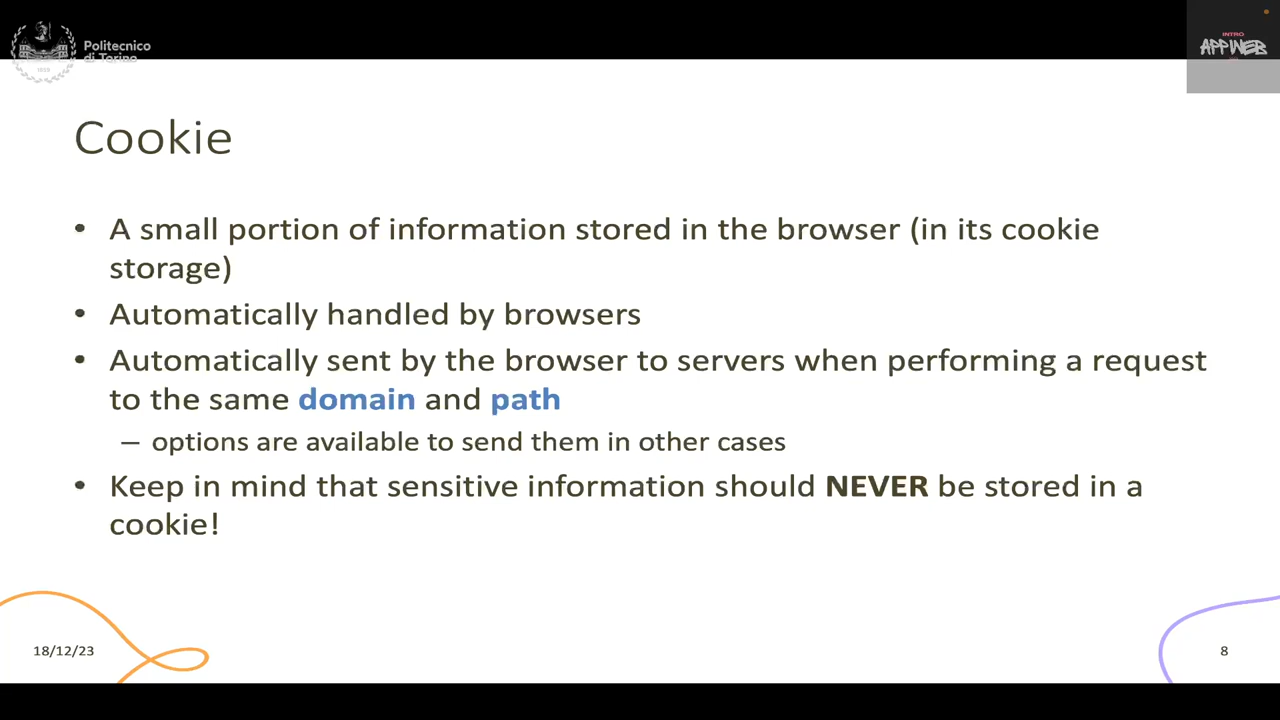 Politecnico
di Torino
1859
INTRO
APPWEB
Cookie
• A small portion of information stored in the browser (in its cookie
storage)
• Automatically handled by browsers
• Automatically sent by the browser to servers when performing a request
to the same domain and path
– options are available to send them in other cases
• Keep in mind that sensitive information should NEVER be stored in a
cookie!
18/12/23
8